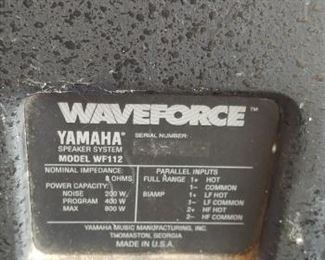 WAVEFORCE™
YAMAHA® SERIAL NUMBER:
SPEAKER SYSTEM
MODEL WF112
NOMINAL IMPEDANCE:
8 OHMS
POWER CAPACITY:
NOISE 200 W
PROGRAM 400 W
MAX 800 W
PARALLEL INPUTS
FULL RANGE 1+ HOT
1– COMMON
BIAMP 1+ LF HOT
1– LF COMMON
2+ HF HOT
2– HF COMMON
YAMAHA MUSIC MANUFACTURING, INC.
THOMASTON, GEORGIA
MADE IN U.S.A.